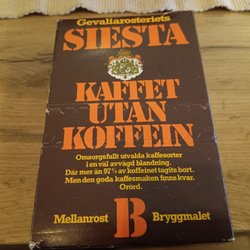 Gevaliarosteriets
SIESTA
KAFFET
UTAN
KOFFEIN
Omsorgsfullt utvalda kaffesorter
i en väl avvägd blandning.
Där mer än 97% av koffeinet tagits bort.
Men den goda kaffesmaken finns kvar.
Orörd.
Mellanrost B Bryggmalet